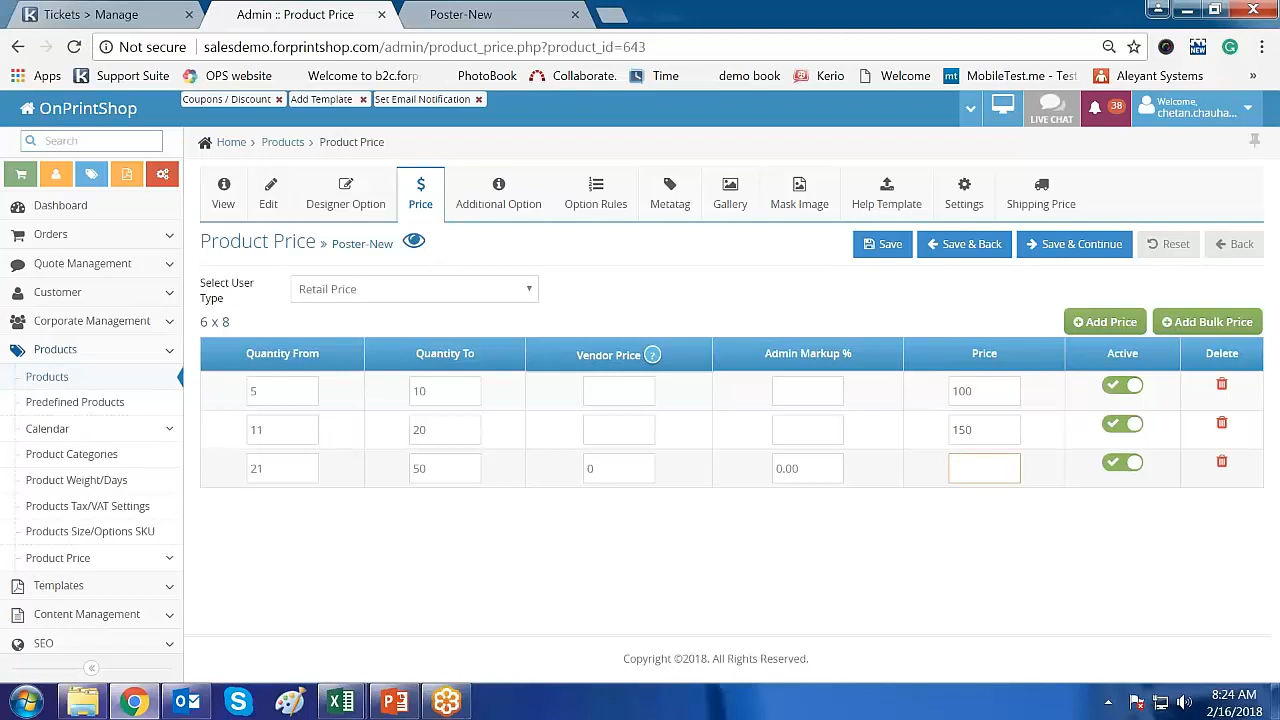 Tickets > Manage
Admin :: Product Price
Poster-New
Not secure
salesdemo.forprintshop.com/admin/product_price.php?product_id=643
Apps
Support Suite
OPS website
Welcome to b2c.forp
PhotoBook
Collaborate.
Time
demo book
Kerio
Welcome
mt
MobileTest.me - Test
Aleyant Systems
»
OnPrintShop
Coupons / Discount
Add Template
Set Email Notification
LIVE CHAT
38
Welcome,
chetan.chauha...
Search
Home > Products > Product Price
Dashboard
Orders
Quote Management
Customer
Corporate Management
Products
Products
Predefined Products
Calendar
Product Categories
Product Weight/Days
Products Tax/VAT Settings
Products Size/Options SKU
Product Price
Templates
Content Management
SEO
View
Edit
Designer Option
Price
Additional Option
Option Rules
Metatag
Gallery
Mask Image
Help Template
Settings
Shipping Price
Product Price » Poster-New
Save
Save & Back
Save & Continue
Reset
Back
Select User
Type
Retail Price
6 x 8
Add Price
Add Bulk Price
Quantity From Quantity To Vendor Price ? Admin Markup % Price Active Delete
5 10 100
11 20 150
21 50 0 0.00
Copyright ©2018. All Rights Reserved.
8:24 AM
2/16/2018